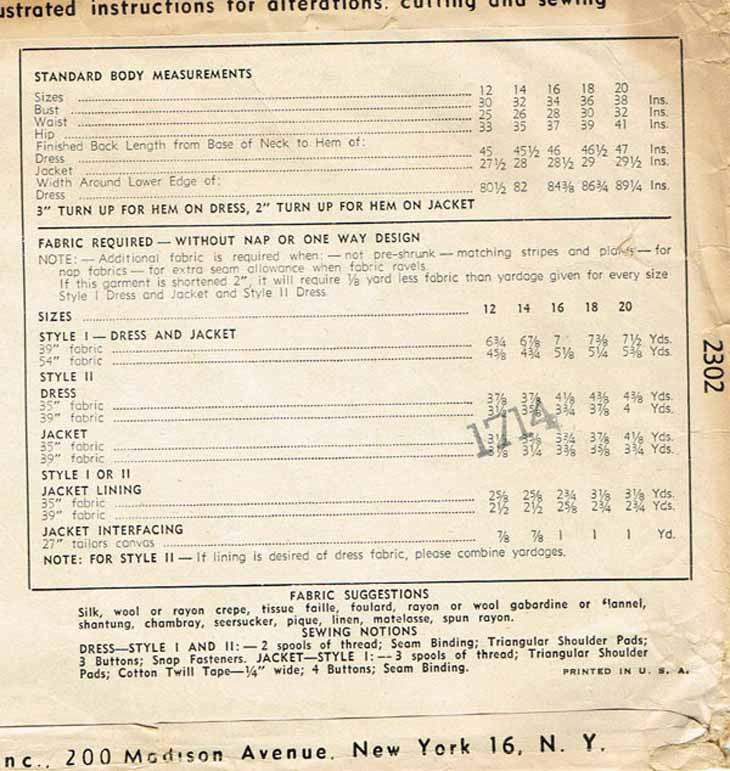 ustrated instructions for alterations, cutting and sewing
STANDARD BODY MEASUREMENTS
Sizes 12 14 16 18 20
Bust 30 32 34 36 38 Ins.
Waist 25 26 28 30 32 Ins.
Hip 33 35 37 39 41 Ins.
Finished Back Length from Base of Neck to Hem of:
Dress 45 45½ 46 46½ 47 Ins.
Jacket 27½ 28 28½ 29 29½ Ins.
Width Around Lower Edge of:
Dress 80½ 82 84⅜ 86¾ 89¼ Ins.
3" TURN UP FOR HEM ON DRESS, 2" TURN UP FOR HEM ON JACKET
FABRIC REQUIRED — WITHOUT NAP OR ONE WAY DESIGN
NOTE: — Additional fabric is required when: — not pre-shrunk — matching stripes and plaids — for
nap fabrics — for extra seam allowance when fabric ravels.
If this garment is shortened 2", it will require ⅛ yard less fabric than yardage given for every size
Style I Dress and Jacket and Style II Dress.
SIZES 12 14 16 18 20
STYLE I — DRESS AND JACKET
39" fabric 6¾ 6⅞ 7 7⅜ 7½ Yds.
54" fabric 4⅝ 4¾ 5⅛ 5¼ 5⅜ Yds.
STYLE II
DRESS
35" fabric 3⅞ 3⅞ 4⅛ 4⅜ 4⅜ Yds.
39" fabric 3⅝ 3¾ 3⅞ 4 Yds.
JACKET
35" fabric 3¾ 3⅞ 4⅛ Yds.
39" fabric 3⅛ 3¼ 3⅜ 3⅝ 3¾ Yds.
1714
STYLE I OR II
JACKET LINING
35" fabric 2⅝ 2⅝ 2¾ 3⅛ 3⅛ Yds.
39" fabric 2½ 2½ 2⅝ 2¾ 2¾ Yds.
JACKET INTERFACING
27" tailors canvas ⅞ ⅞ 1 1 1 Yd.
NOTE: FOR STYLE II — If lining is desired of dress fabric, please combine yardages.
2302
FABRIC SUGGESTIONS
Silk, wool or rayon crepe, tissue faille, foulard, rayon or wool gabardine or flannel,
shantung, chambray, seersucker, pique, linen, matelasse, spun rayon.
SEWING NOTIONS
DRESS—STYLE I AND II: — 2 spools of thread; Seam Binding; Triangular Shoulder Pads;
3 Buttons; Snap Fasteners. JACKET—STYLE I: — 3 spools of thread; Triangular Shoulder
Pads; Cotton Twill Tape—¼" wide; 4 Buttons; Seam Binding.
PRINTED IN U. S. A.
nc., 200 Madison Avenue, New York 16, N. Y.